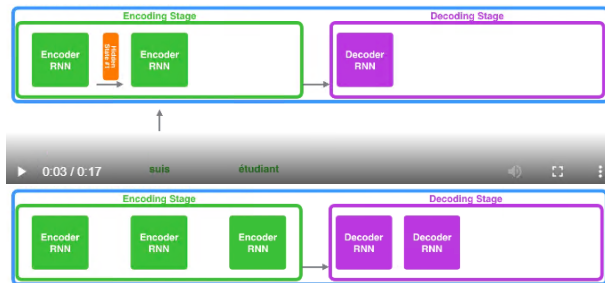 Encoding Stage
Decoding Stage
Encoder
RNN
Hidden
State #1
Encoder
RNN
Decoder
RNN
0:03 / 0:17
suis
étudiant
Encoding Stage
Decoding Stage
Encoder
RNN
Encoder
RNN
Encoder
RNN
Decoder
RNN
Decoder
RNN